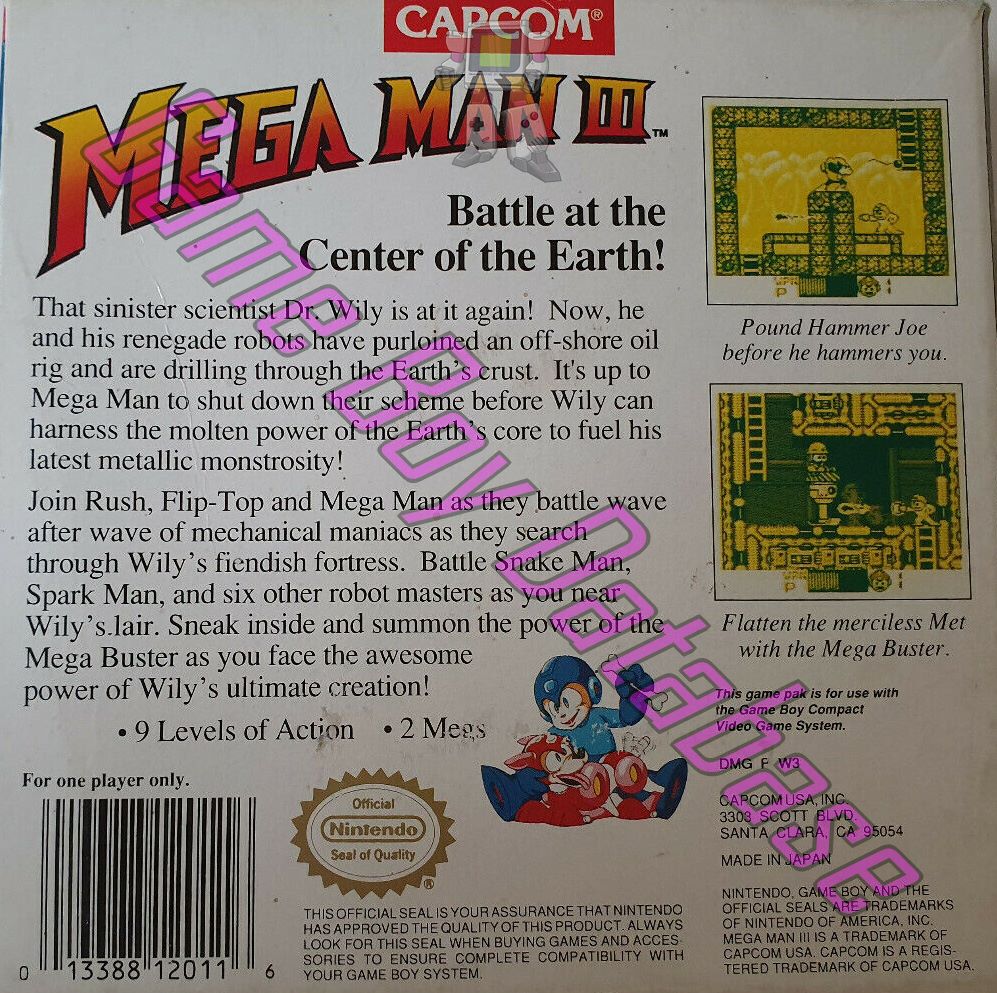 CAPCOM®
MEGA MAN III™
Battle at the
Center of the Earth!
That sinister scientist Dr. Wily is at it again!  Now, he
and his renegade robots have purloined an off-shore oil
rig and are drilling through the Earth's crust.  It's up to
Mega Man to shut down their scheme before Wily can
harness the molten power of the Earth's core to fuel his
latest metallic monstrosity!
Join Rush, Flip-Top and Mega Man as they battle wave
after wave of mechanical maniacs as they search
through Wily's fiendish fortress.  Battle Snake Man,
Spark Man, and six other robot masters as you near
Wily's lair. Sneak inside and summon the power of the
Mega Buster as you face the awesome
power of Wily's ultimate creation!
• 9 Levels of Action   • 2 Megs
For one player only.
0 13388 12011 6
Official
Nintendo
Seal of Quality
®
THIS OFFICIAL SEAL IS YOUR ASSURANCE THAT NINTENDO
HAS APPROVED THE QUALITY OF THIS PRODUCT. ALWAYS
LOOK FOR THIS SEAL WHEN BUYING GAMES AND ACCES-
SORIES TO ENSURE COMPLETE COMPATIBILITY WITH
YOUR GAME BOY SYSTEM.
P
Pound Hammer Joe
before he hammers you.
P
Flatten the merciless Met
with the Mega Buster.
This game pak is for use with
the Game Boy Compact
Video Game System.
DMG P W3
CAPCOM USA, INC.
3303 SCOTT BLVD.
SANTA CLARA, CA 95054
MADE IN JAPAN
NINTENDO, GAME BOY AND THE
OFFICIAL SEALS ARE TRADEMARKS
OF NINTENDO OF AMERICA, INC.
MEGA MAN III IS A TRADEMARK OF
CAPCOM USA. CAPCOM IS A REGIS-
TERED TRADEMARK OF CAPCOM USA.
Game Boy Database